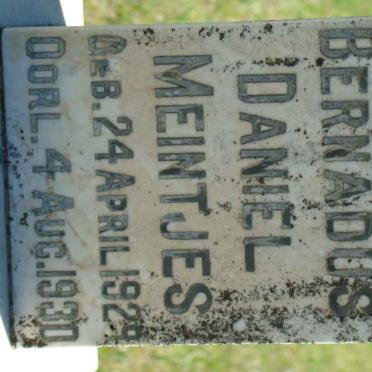 BERNADUS
DANIEL
MEINTJES
GEB. 24 APRIL 1928
OORL. 4 AUG. 1930